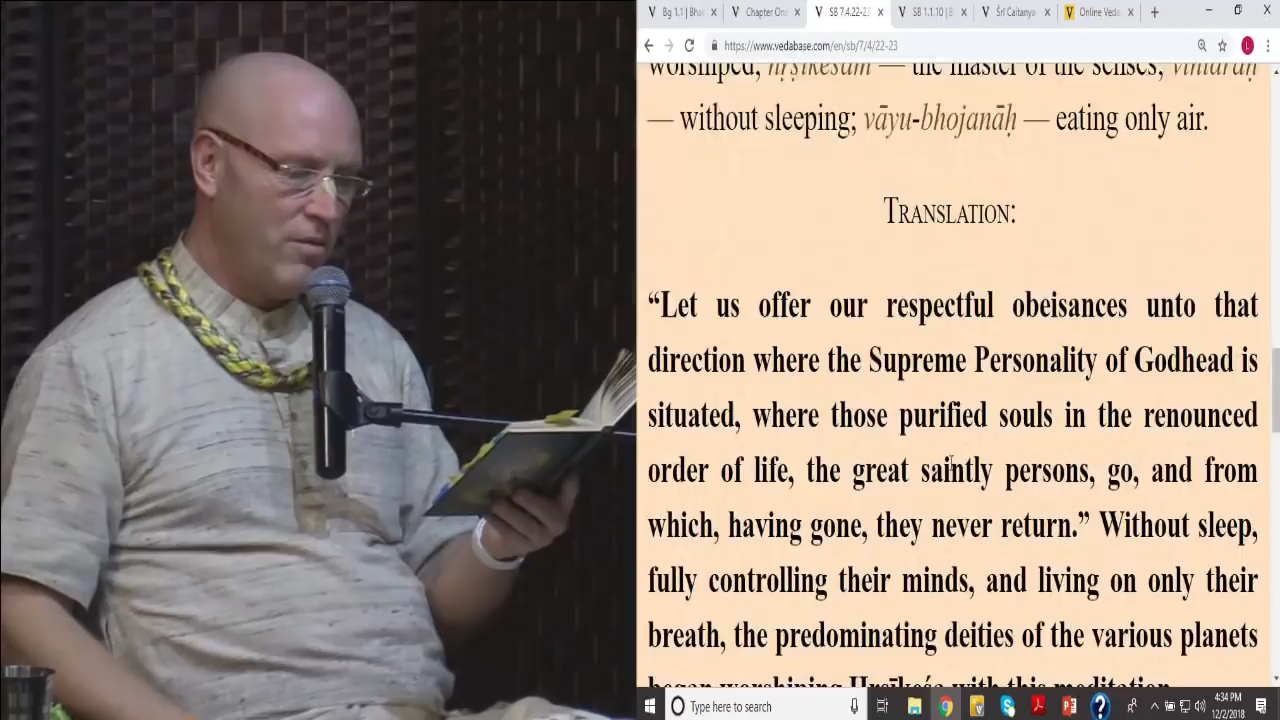 Bg 1.1 | Bha
Chapter One
SB 7.4.22-23
SB 1.1.10 | B
Śrī Caitanya
Online Veda
https://www.vedabase.com/en/sb/7/4/22-23
worshiped; hṛṣīkeśam — the master of the senses; vinidrāḥ
— without sleeping; vāyu-bhojanāḥ — eating only air.
TRANSLATION:
“Let us offer our respectful obeisances unto that
direction where the Supreme Personality of Godhead is
situated, where those purified souls in the renounced
order of life, the great saintly persons, go, and from
which, having gone, they never return.” Without sleep,
fully controlling their minds, and living on only their
breath, the predominating deities of the various planets
began worshiping Hṛṣīkeśa with this meditation.
Type here to search
4:34 PM
12/2/2018